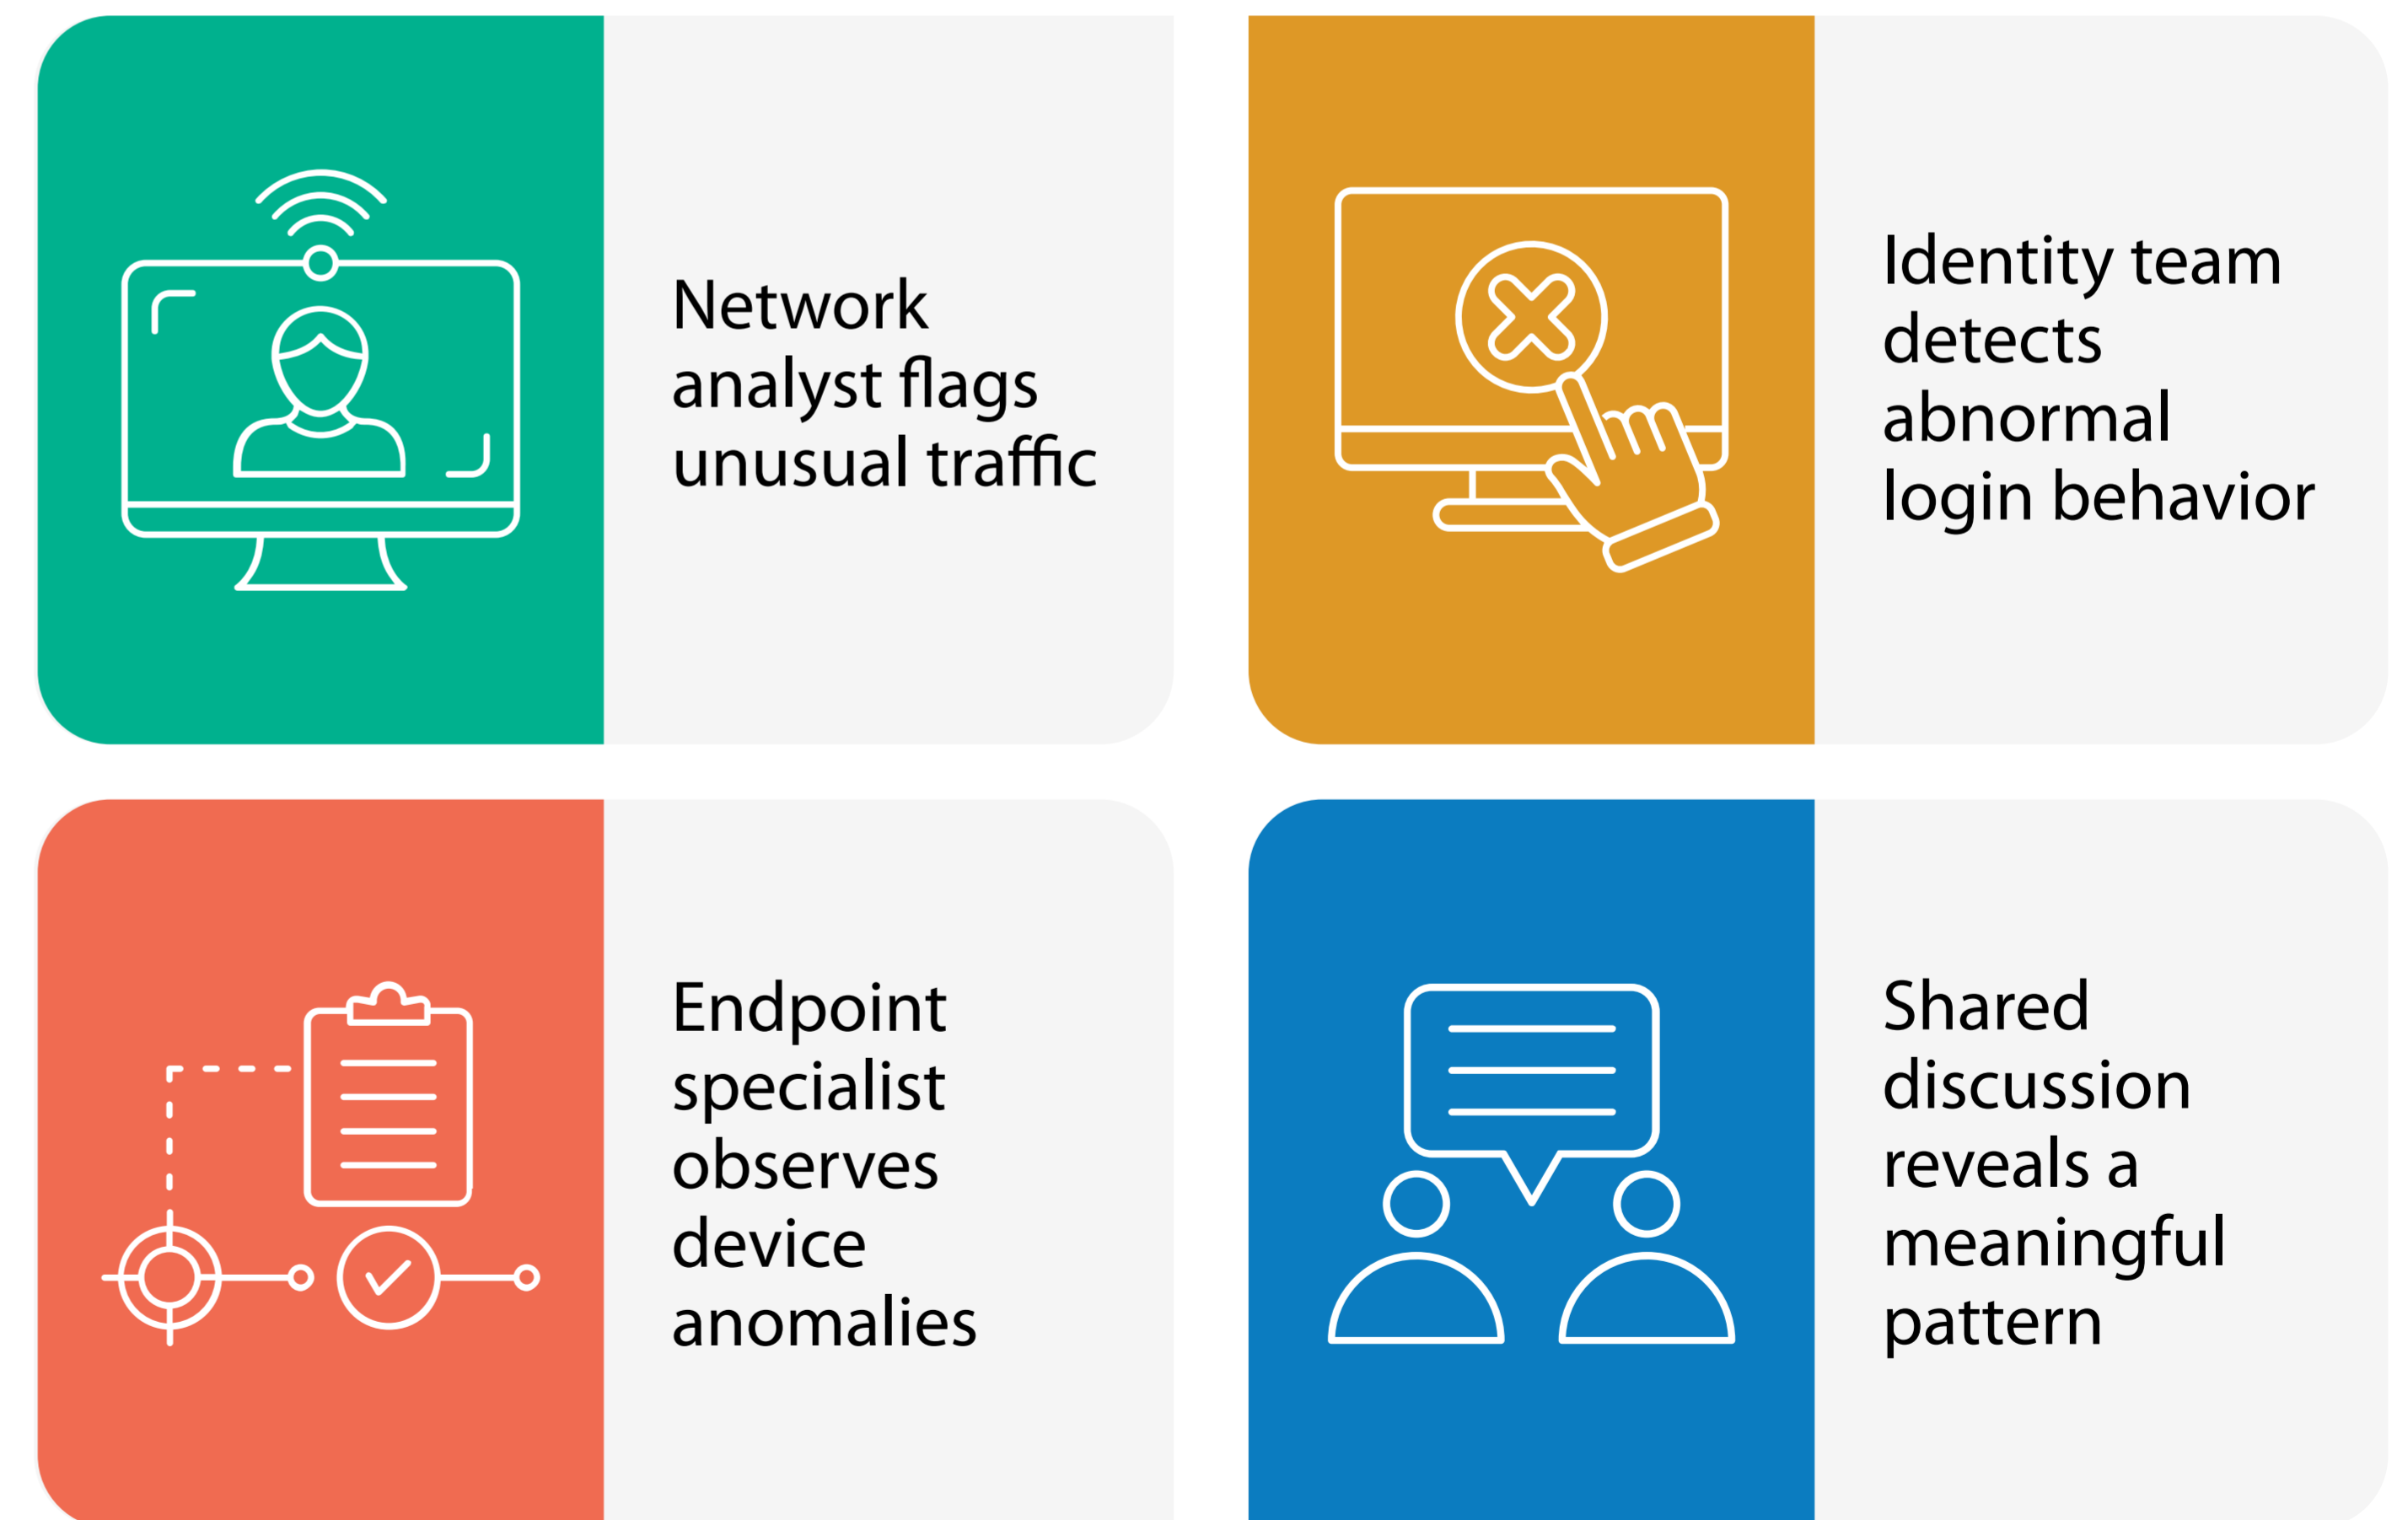 Network
analyst flags
unusual traffic
Identity team
detects
abnormal
login behavior
Endpoint
specialist
observes
device
anomalies
Shared
discussion
reveals a
meaningful
pattern